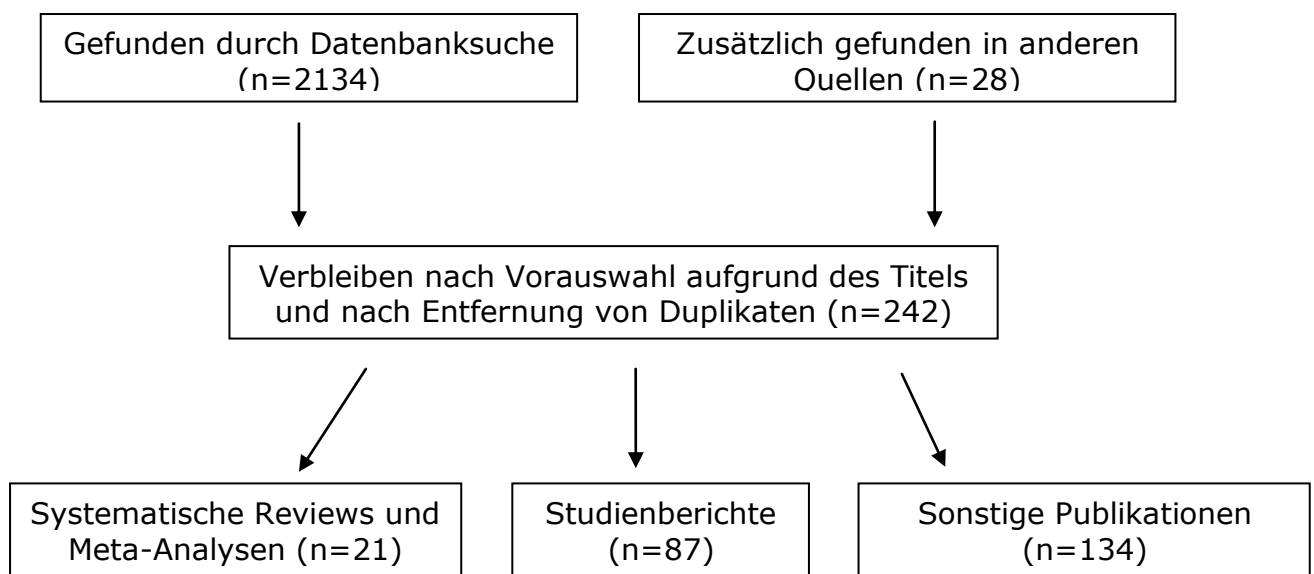 Gefunden durch Datenbanksuche
(n=2134)
Zusätzlich gefunden in anderen
Quellen (n=28)
Verbleiben nach Vorauswahl aufgrund des Titels
und nach Entfernung von Duplikaten (n=242)
Systematische Reviews und
Meta-Analysen (n=21)
Studienberichte
(n=87)
Sonstige Publikationen
(n=134)